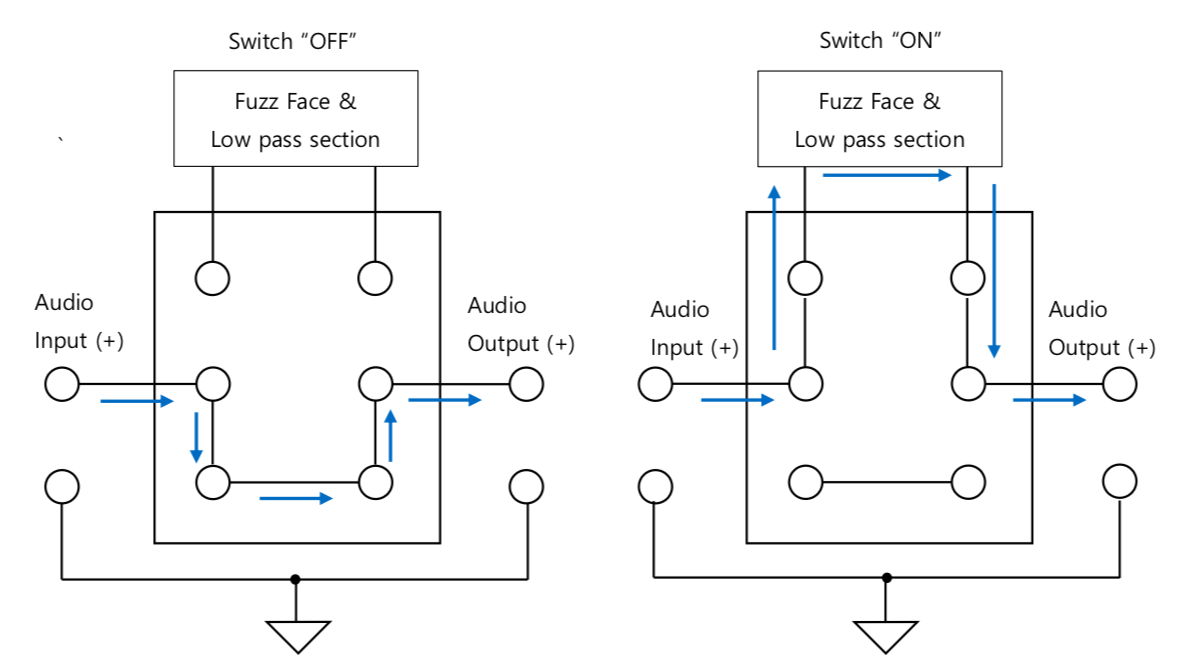 Switch “OFF”
Fuzz Face &
Low pass section
`
Audio
Input (+)
Audio
Output (+)
Switch “ON”
Fuzz Face &
Low pass section
Audio
Input (+)
Audio
Output (+)